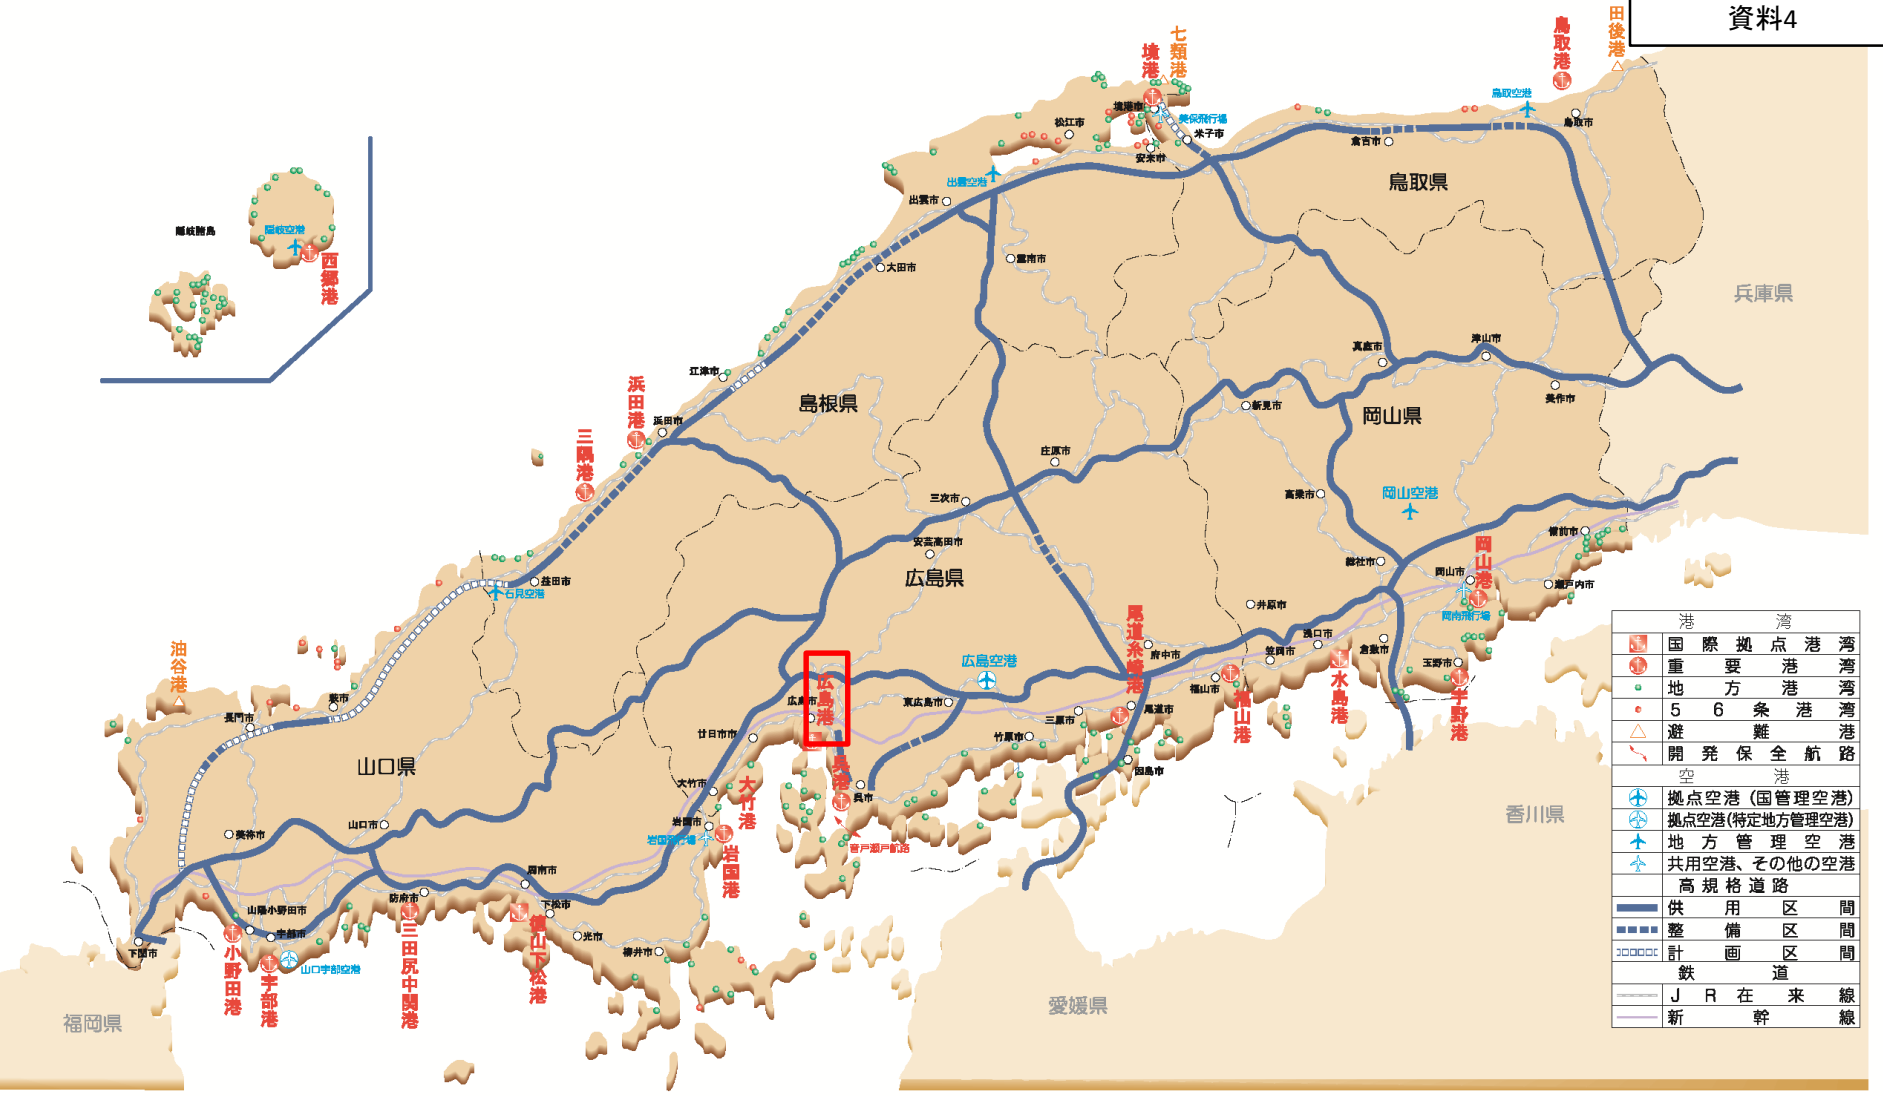 資料4
田後港
鳥取港
七類港
境港
鳥取空港
境港市
美保飛行場
鳥取市
松江市
米子市
倉吉市
安来市
出雲空港
鳥取県
出雲市
隠岐諸島
隠岐空港
西郷港
雲南市
大田市
兵庫県
津山市
真庭市
江津市
浜田港
島根県
美作市
新見市
岡山県
浜田市
三隅港
庄原市
高梁市
岡山空港
三次市
備前市
安芸高田市
岡山港
総社市
岡山市
広島県
益田市
石見空港
瀬戸内市
井原市
岡南飛行場
尾道糸崎港
浅口市
倉敷市
府中市
笠岡市
玉野市
油谷港
広島空港
福山市
福山港
水島港
宇野港
萩市
広島市
広島港
東広島市
尾道市
三原市
長門市
廿日市市
竹原市
山口県
呉港
因島市
大竹市
大竹港
呉市
香川県
岩国市
山口市
美祢市
岩国飛行場
岩国港
音戸瀬戸航路
周南市
防府市
下松市
山陽小野田市
徳山下松港
三田尻中関港
宇部市
光市
柳井市
下関市
小野田港
宇部港
山口宇部空港
愛媛県
福岡県
港湾
国際拠点港湾
重要港湾
地方港湾
56条港湾
避難港
開発保全航路
空港
拠点空港(国管理空港)
拠点空港(特定地方管理空港)
地方管理空港
共用空港、その他の空港
高規格道路
供用区間
整備区間
計画区間
鉄道
JR在来線
新幹線